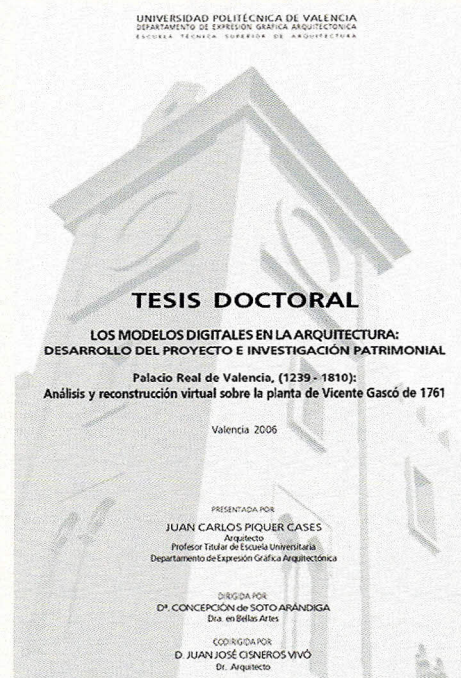 UNIVERSIDAD POLITÉCNICA DE VALENCIA
DEPARTAMENTO DE EXPRESIÓN GRÁFICA ARQUITECTÓNICA
ESCUELA TÉCNICA SUPERIOR DE ARQUITECTURA
TESIS DOCTORAL
LOS MODELOS DIGITALES EN LA ARQUITECTURA:
DESARROLLO DEL PROYECTO E INVESTIGACIÓN PATRIMONIAL
Palacio Real de Valencia, (1239 - 1810):
Análisis y reconstrucción virtual sobre la planta de Vicente Gascó de 1761
Valencia 2006
PRESENTADA POR
JUAN CARLOS PIQUER CASES
Arquitecto
Profesor Titular de Escuela Universitaria
Departamento de Expresión Gráfica Arquitectónica
DIRIGIDA POR
Dª. CONCEPCIÓN de SOTO ARÁNDIGA
Dra. en Bellas Artes
CODIRIGIDA POR
D. JUAN JOSÉ CISNEROS VIVÓ
Dr. Arquitecto